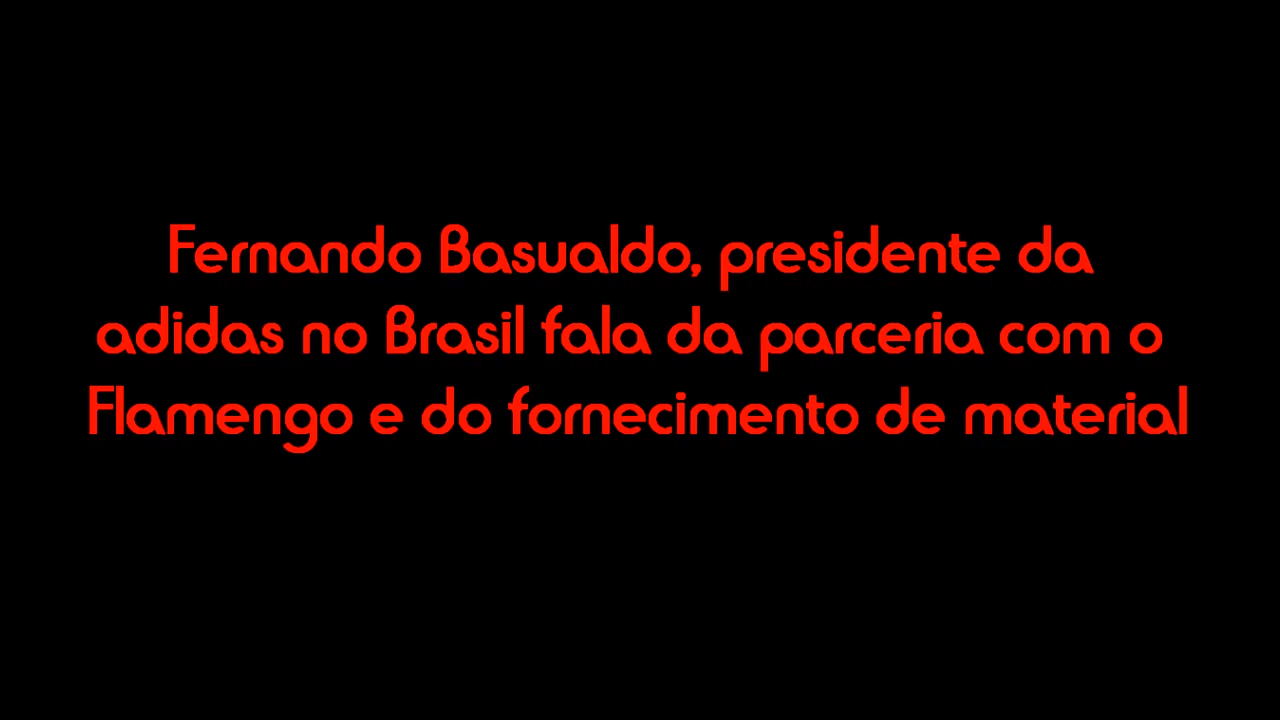 Fernando Basualdo, presidente da
adidas no Brasil fala da parceria com o
Flamengo e do fornecimento de material